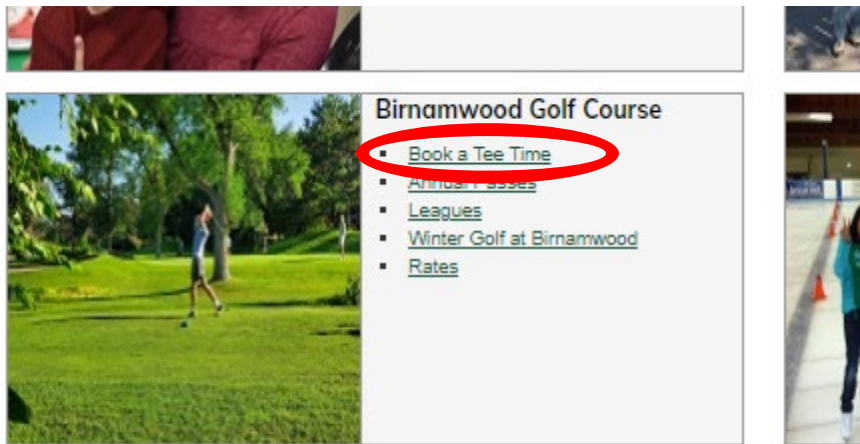 Birnamwood Golf Course
Book a Tee Time
Annual Passes
Leagues
Winter Golf at Birnamwood
Rates